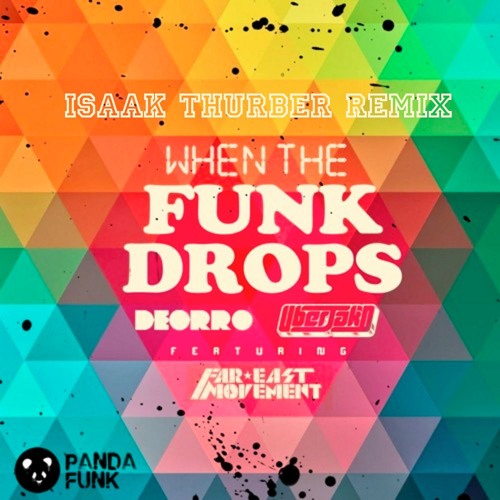 ISAAK THURBER REMIX
WHEN THE
FUNK
DROPS
DEORRO UberJak'd
FEATURING
FAR★EAST
MOVEMENT
PANDA
FUNK